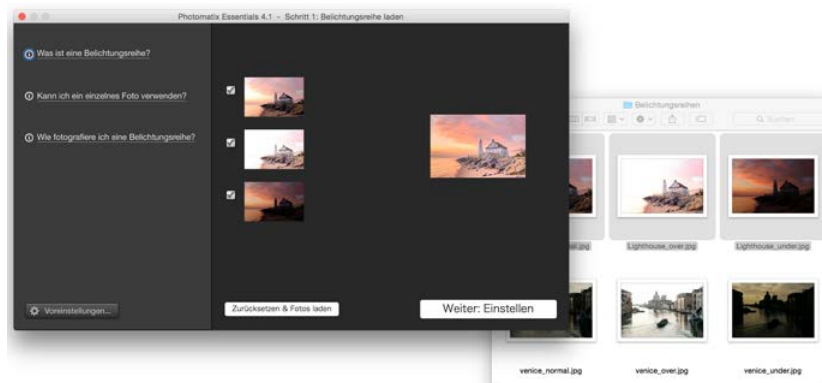 Photomatix Essentials 4.1 - Schritt 1: Belichtungsreihe laden
Was ist eine Belichtungsreihe?
Kann ich ein einzelnes Foto verwenden?
Wie fotografiere ich eine Belichtungsreihe?
Voreinstellungen...
Zurücksetzen & Fotos laden
Weiter: Einstellen
Belichtungsreihen
Suchen
mal.jpg
Lighthouse_over.jpg
Lighthouse_under.jpg
venice_normal.jpg
venice_over.jpg
venice_under.jpg